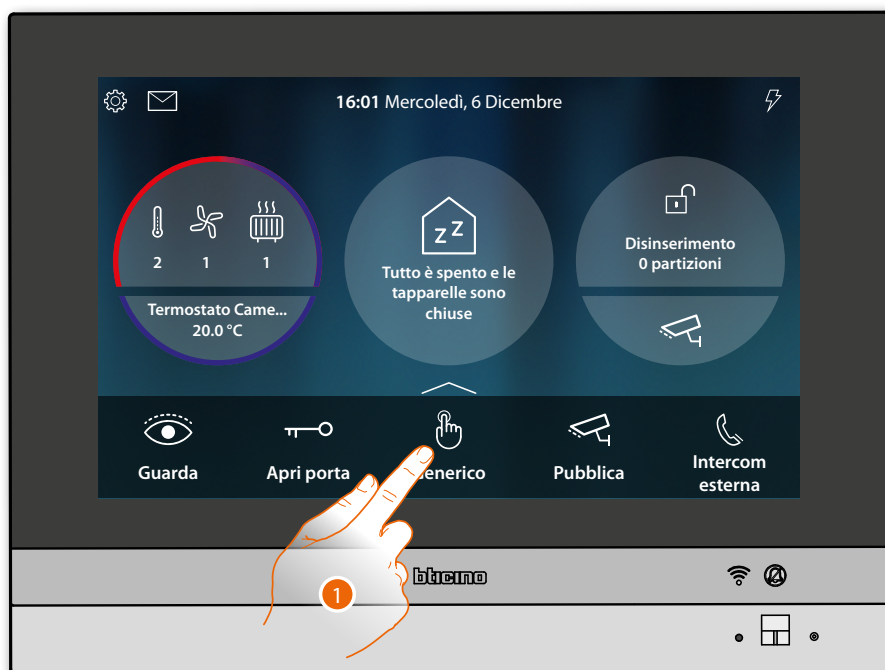 16:01 Mercoledì, 6 Dicembre
2 1 1
Termostato Came...
20.0 °C
zZ
Tutto è spento e le
tapparelle sono
chiuse
Disinserimento
0 partizioni
Guarda
Apri porta
enerico
Pubblica
Intercom
esterna
1
bticino